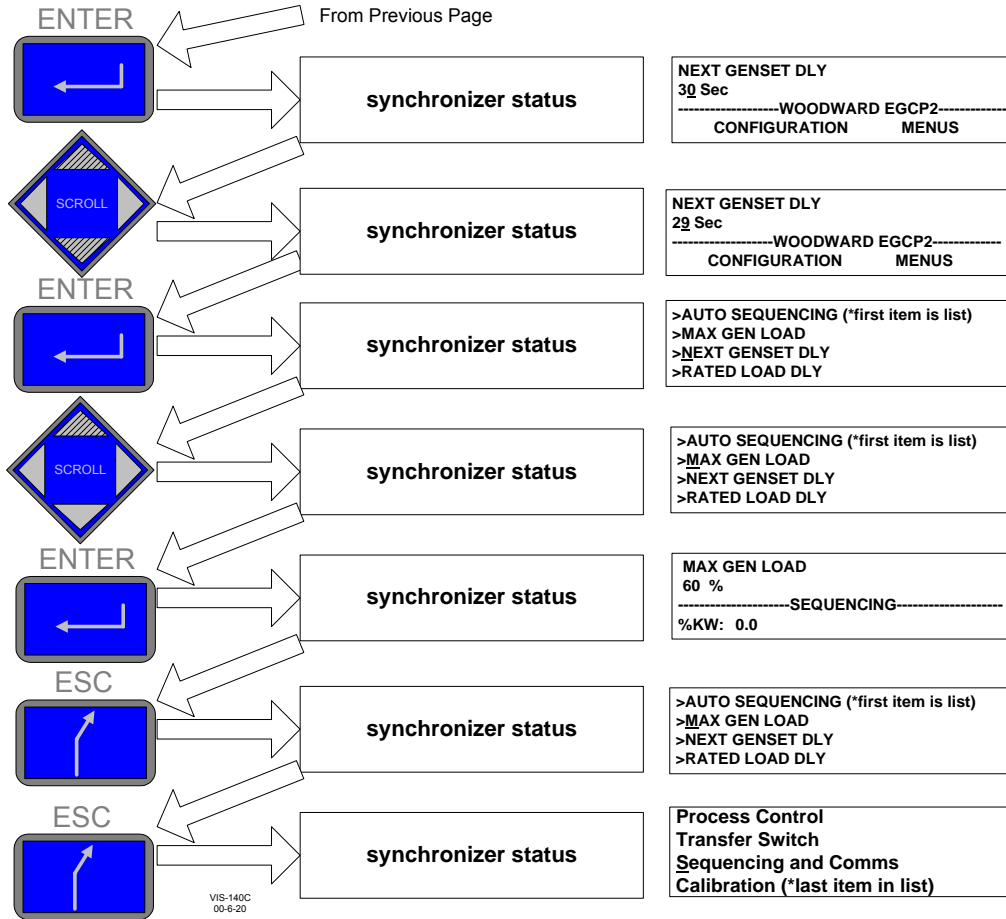 From Previous Page
ENTER
synchronizer status
NEXT GENSET DLY
30 Sec
-------------------WOODWARD EGCP2-------------
CONFIGURATION MENUS
SCROLL
synchronizer status
NEXT GENSET DLY
29 Sec
-------------------WOODWARD EGCP2-------------
CONFIGURATION MENUS
ENTER
synchronizer status
>AUTO SEQUENCING (*first item is list)
>MAX GEN LOAD
>NEXT GENSET DLY
>RATED LOAD DLY
SCROLL
synchronizer status
>AUTO SEQUENCING (*first item is list)
>MAX GEN LOAD
>NEXT GENSET DLY
>RATED LOAD DLY
ENTER
synchronizer status
MAX GEN LOAD
60 %
---------------------SEQUENCING--------------------
%KW: 0.0
ESC
synchronizer status
>AUTO SEQUENCING (*first item is list)
>MAX GEN LOAD
>NEXT GENSET DLY
>RATED LOAD DLY
ESC
synchronizer status
Process Control
Transfer Switch
Sequencing and Comms
Calibration (*last item in list)
VIS-140C
00-6-20